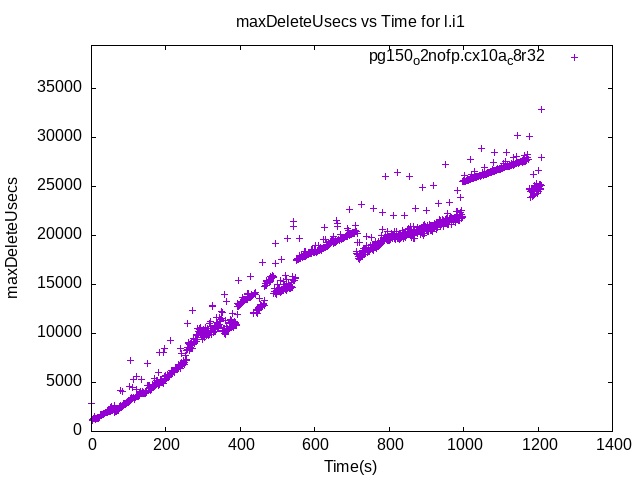 maxDeleteUsecs vs Time for l.i1
pg150o2nofp.cx10ac8r32
35000
30000
25000
20000
15000
10000
5000
0
maxDeleteUsecs
0 200 400 600 800 1000 1200 1400
Time(s)